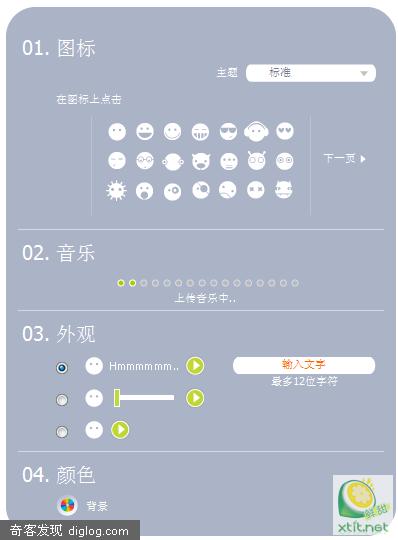 01. 图标
主题 标准
在图标上点击
下一页
02. 音乐
上传音乐中..
03. 外观
Hmmmmmm.. 输入文字
最多12位字符
04. 颜色
背景
鲜甜
xtit.net
奇客发现 diglog.com